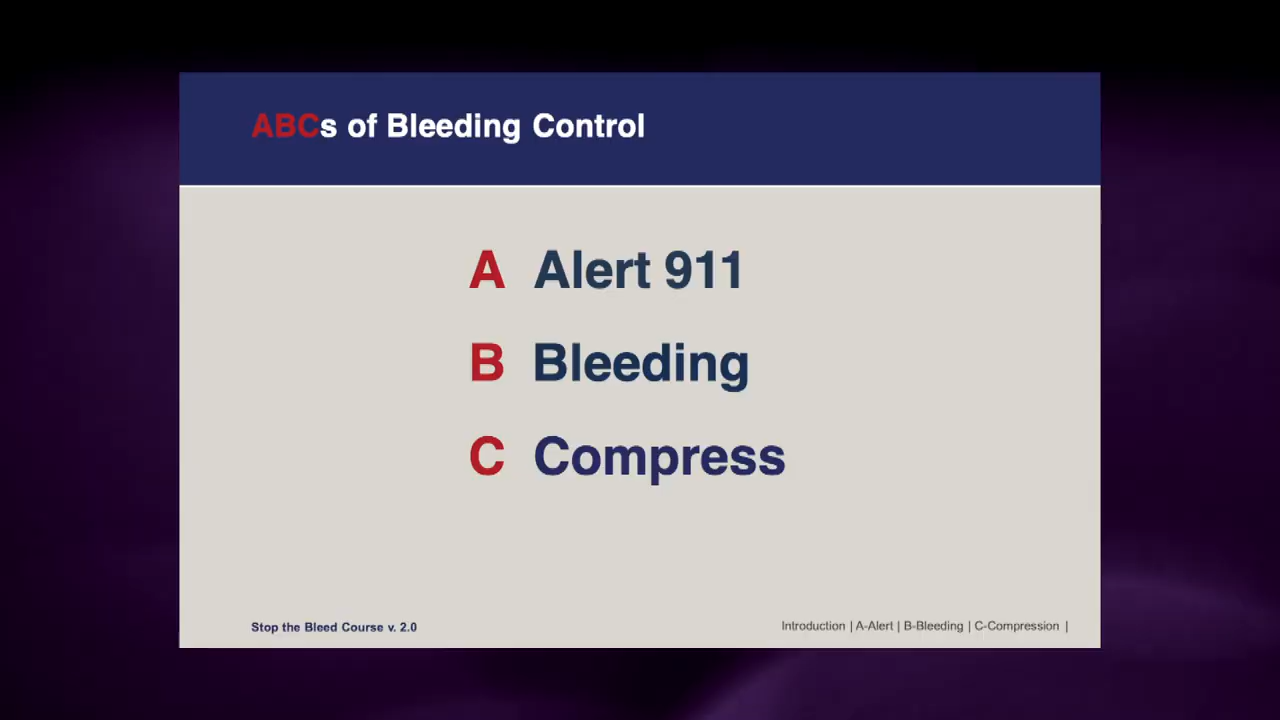 ABCs of Bleeding Control
A Alert 911
B Bleeding
C Compress
Stop the Bleed Course v. 2.0
Introduction | A-Alert | B-Bleeding | C-Compression |